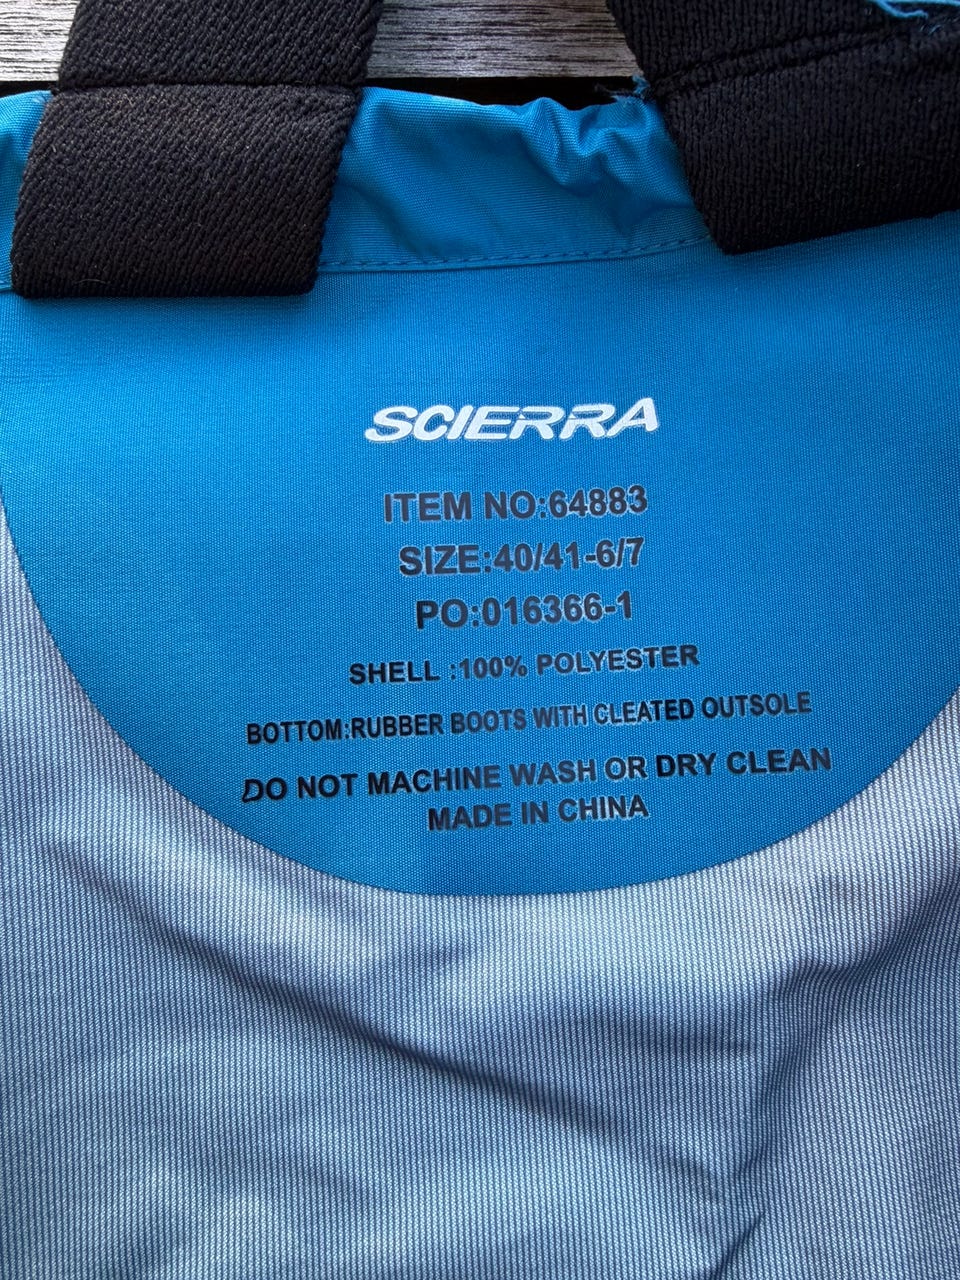 SCIERRA
ITEM NO:64883
SIZE:40/41-6/7
PO:016366-1
SHELL :100% POLYESTER
BOTTOM:RUBBER BOOTS WITH CLEATED OUTSOLE
DO NOT MACHINE WASH OR DRY CLEAN
MADE IN CHINA